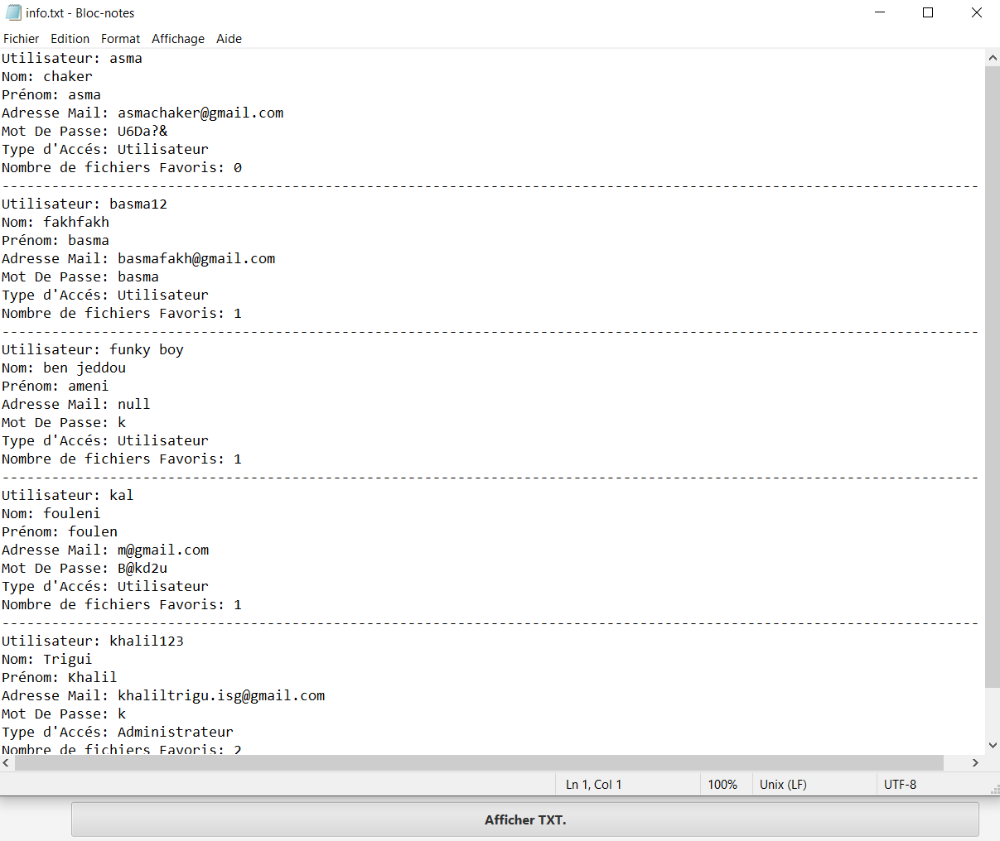 info.txt - Bloc-notes
Fichier Edition Format Affichage Aide
Utilisateur: asma
Nom: chaker
Prénom: asma
Adresse Mail: asmachaker@gmail.com
Mot De Passe: U6Da?&
Type d'Accés: Utilisateur
Nombre de fichiers Favoris: 0
----------------------------------------------------------------------------------------------------------------------
Utilisateur: basma12
Nom: fakhfakh
Prénom: basma
Adresse Mail: basmafakh@gmail.com
Mot De Passe: basma
Type d'Accés: Utilisateur
Nombre de fichiers Favoris: 1
----------------------------------------------------------------------------------------------------------------------
Utilisateur: funky boy
Nom: ben jeddou
Prénom: ameni
Adresse Mail: null
Mot De Passe: k
Type d'Accés: Utilisateur
Nombre de fichiers Favoris: 1
----------------------------------------------------------------------------------------------------------------------
Utilisateur: kal
Nom: fouleni
Prénom: foulen
Adresse Mail: m@gmail.com
Mot De Passe: B@kd2u
Type d'Accés: Utilisateur
Nombre de fichiers Favoris: 1
----------------------------------------------------------------------------------------------------------------------
Utilisateur: khalil123
Nom: Trigui
Prénom: Khalil
Adresse Mail: khaliltrigu.isg@gmail.com
Mot De Passe: k
Type d'Accés: Administrateur
Nombre de fichiers Favoris: 2
Ln 1, Col 1 100% Unix (LF) UTF-8
Afficher TXT.